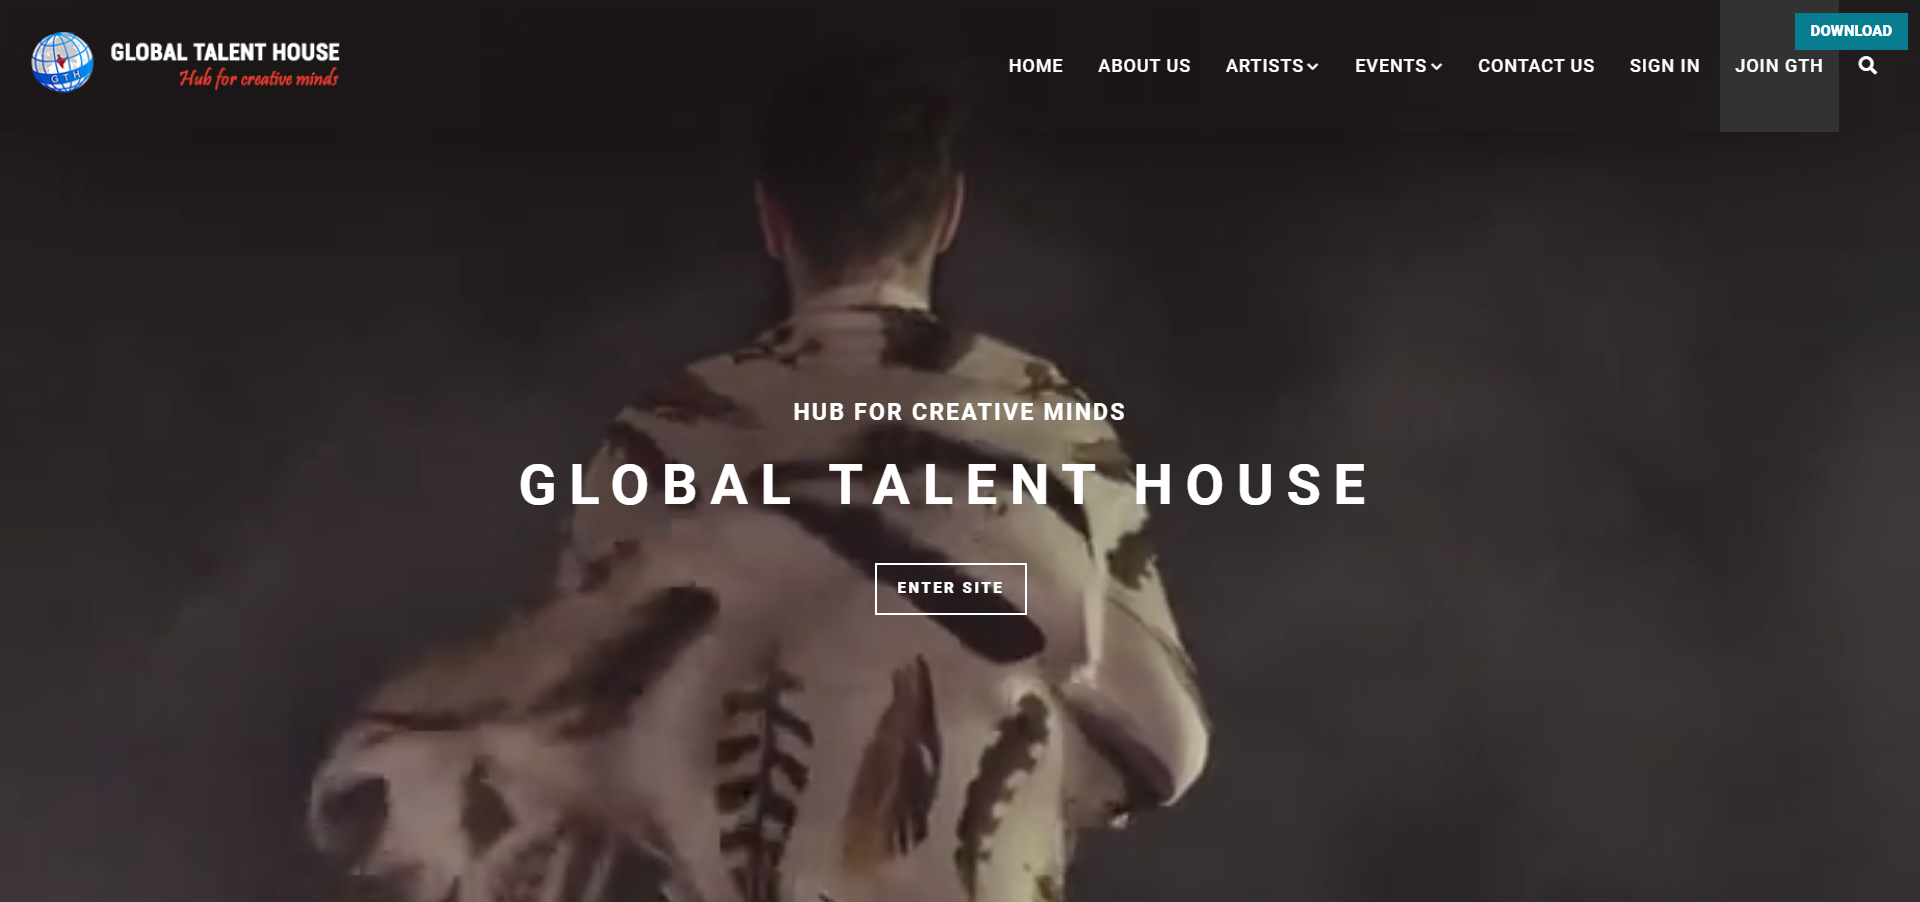 GTH
GLOBAL TALENT HOUSE
Hub for creative minds
HOME
ABOUT US
ARTISTS
EVENTS
CONTACT US
SIGN IN
JOIN GTH
DOWNLOAD
HUB FOR CREATIVE MINDS
GLOBAL TALENT HOUSE
ENTER SITE